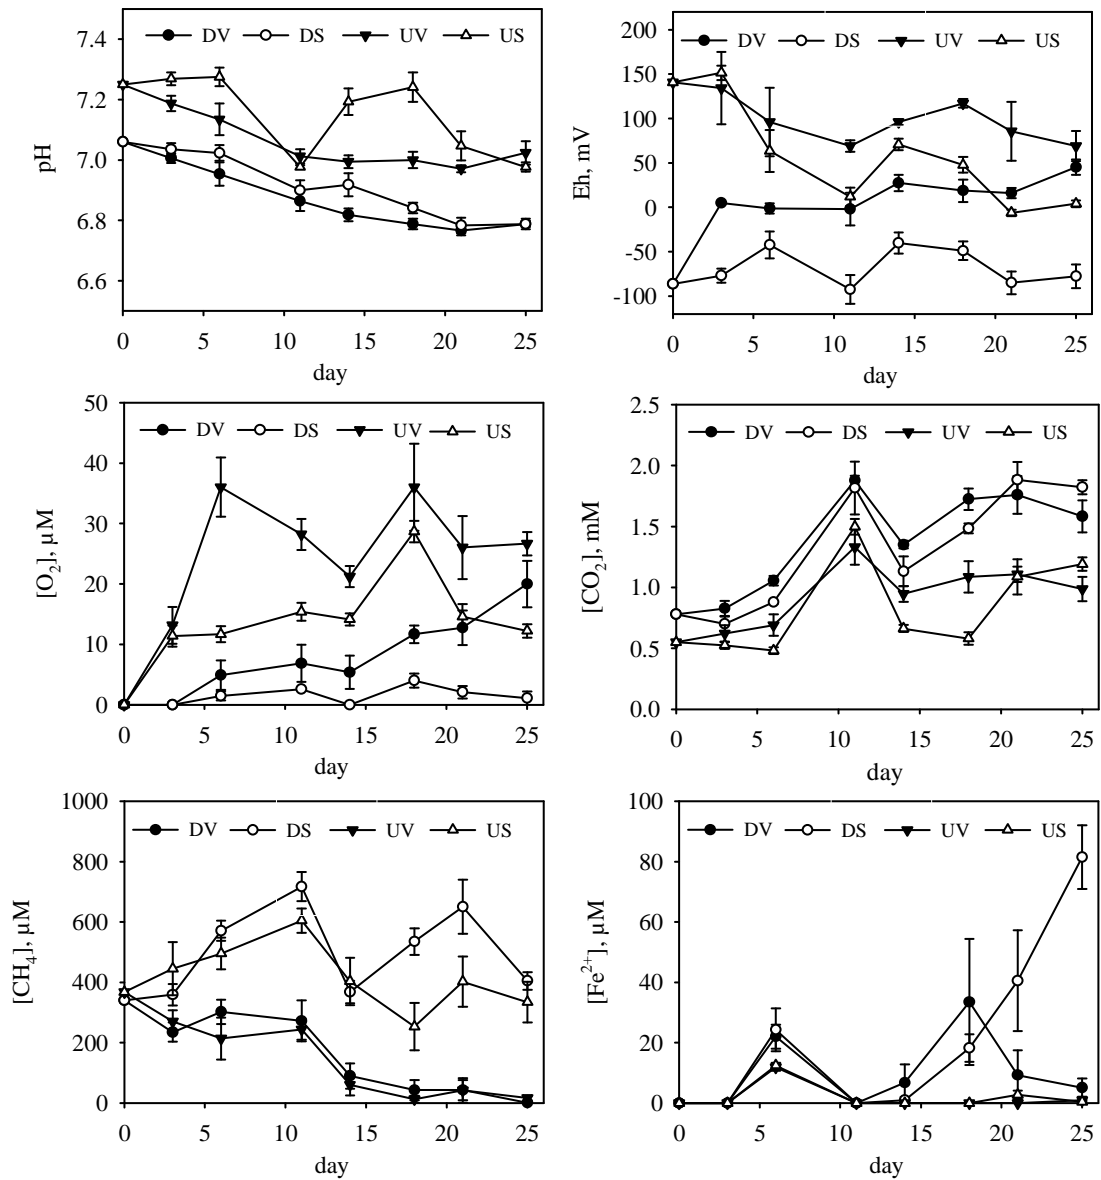 pH
7.4
7.2
7.0
6.8
6.6
DV DS UV US
0 5 10 15 20 25
day
Eh, mV
200
150
100
50
0
-50
-100
DV DS UV US
0 5 10 15 20 25
day
[O2], µM
50
40
30
20
10
0
DV DS UV US
0 5 10 15 20 25
day
[CO2], mM
2.5
2.0
1.5
1.0
0.5
0.0
DV DS UV US
0 5 10 15 20 25
day
[CH4], µM
1000
800
600
400
200
0
DV DS UV US
0 5 10 15 20 25
day
[Fe2+], µM
100
80
60
40
20
0
DV DS UV US
0 5 10 15 20 25
day